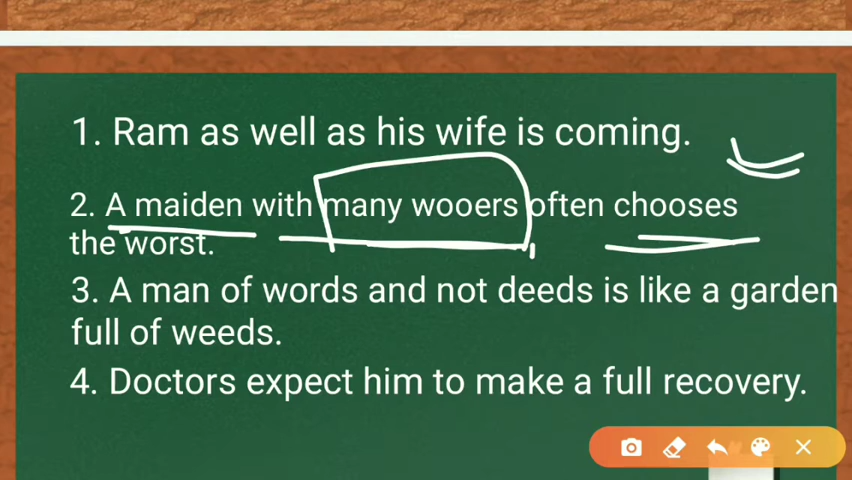 1. Ram as well as his wife is coming.
2. A maiden with many wooers often chooses
the worst.
3. A man of words and not deeds is like a garden
full of weeds.
4. Doctors expect him to make a full recovery.